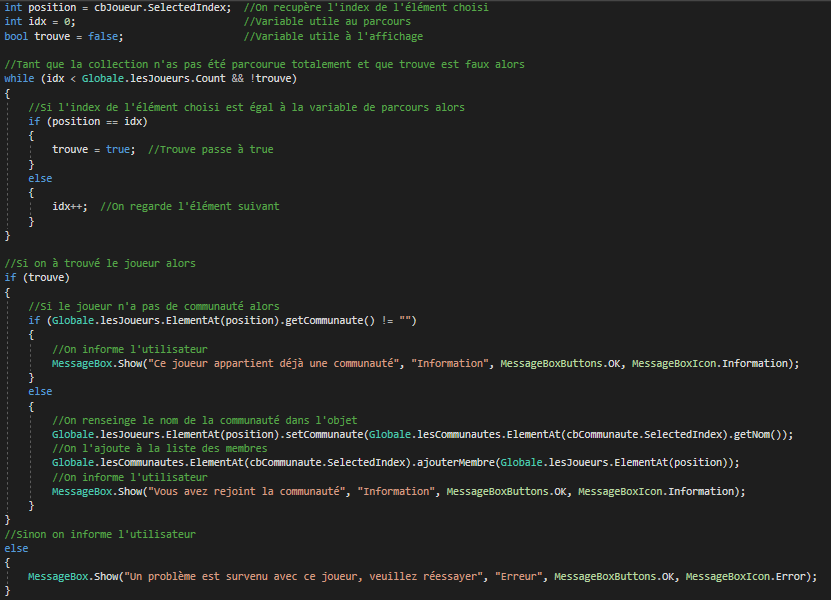 int position = cbJoueur.SelectedIndex;  //On recupère l'index de l'élément choisi
int idx = 0;                            //Variable utile au parcours
bool trouve = false;                    //Variable utile à l'affichage

//Tant que la collection n'as pas été parcourue totalement et que trouve est faux alors
while (idx < Globale.lesJoueurs.Count && !trouve)
{
    //Si l'index de l'élément choisi est égal à la variable de parcours alors
    if (position == idx)
    {
        trouve = true;  //Trouve passe à true
    }
    else
    {
        idx++;  //On regarde l'élément suivant
    }
}

//Si on à trouvé le joueur alors
if (trouve)
{
    //Si le joueur n'a pas de communauté alors
    if (Globale.lesJoueurs.ElementAt(position).getCommunaute() != "")
    {
        //On informe l'utilisateur
        MessageBox.Show("Ce joueur appartient déjà une communauté", "Information", MessageBoxButtons.OK, MessageBoxIcon.Information);
    }
    else
    {
        //On renseinge le nom de la communauté dans l'objet
        Globale.lesJoueurs.ElementAt(position).setCommunaute(Globale.lesCommunautes.ElementAt(cbCommunaute.SelectedIndex).getNom());
        //On l'ajoute à la liste des membres
        Globale.lesCommunautes.ElementAt(cbCommunaute.SelectedIndex).ajouterMembre(Globale.lesJoueurs.ElementAt(position));
        //On informe l'utilisateur
        MessageBox.Show("Vous avez rejoint la communauté", "Information", MessageBoxButtons.OK, MessageBoxIcon.Information);
    }
}
//Sinon on informe l'utilisateur
else
{
    MessageBox.Show("Un problème est survenu avec ce joueur, veuillez réessayer", "Erreur", MessageBoxButtons.OK, MessageBoxIcon.Error);
}